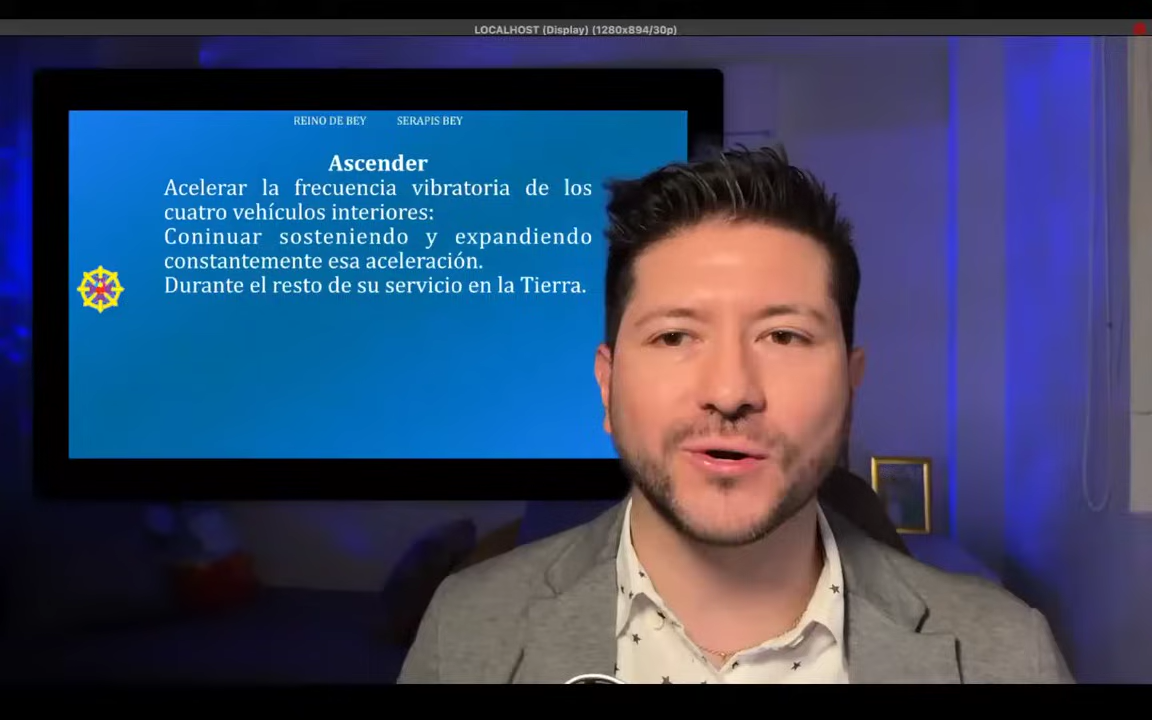 LOCALHOST (Display) (1280x894/30p)
REINO DE BEY SERAPIS BEY
Ascender
Acelerar la frecuencia vibratoria de los
cuatro vehículos interiores:
Coninuar sosteniendo y expandiendo
constantemente esa aceleración.
Durante el resto de su servicio en la Tierra.